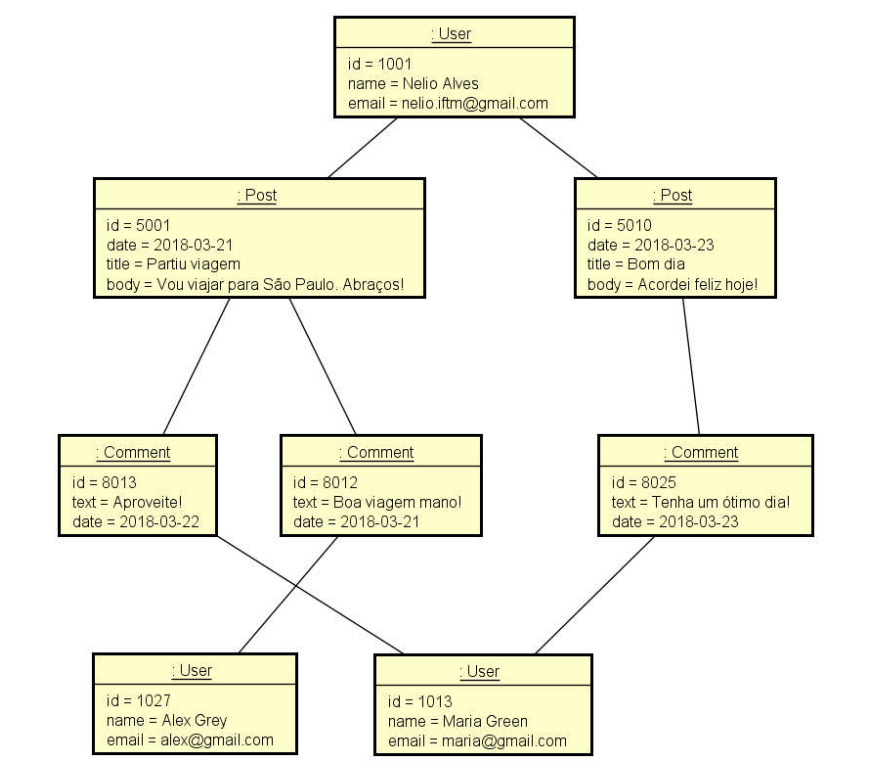 : User
id = 1001
name = Nelio Alves
email = nelio.iftm@gmail.com
: Post
id = 5001
date = 2018-03-21
title = Partiu viagem
body = Vou viajar para São Paulo. Abraços!
: Post
id = 5010
date = 2018-03-23
title = Bom dia
body = Acordei feliz hoje!
: Comment
id = 8013
text = Aproveite!
date = 2018-03-22
: Comment
id = 8012
text = Boa viagem mano!
date = 2018-03-21
: Comment
id = 8025
text = Tenha um ótimo dia!
date = 2018-03-23
: User
id = 1027
name = Alex Grey
email = alex@gmail.com
: User
id = 1013
name = Maria Green
email = maria@gmail.com